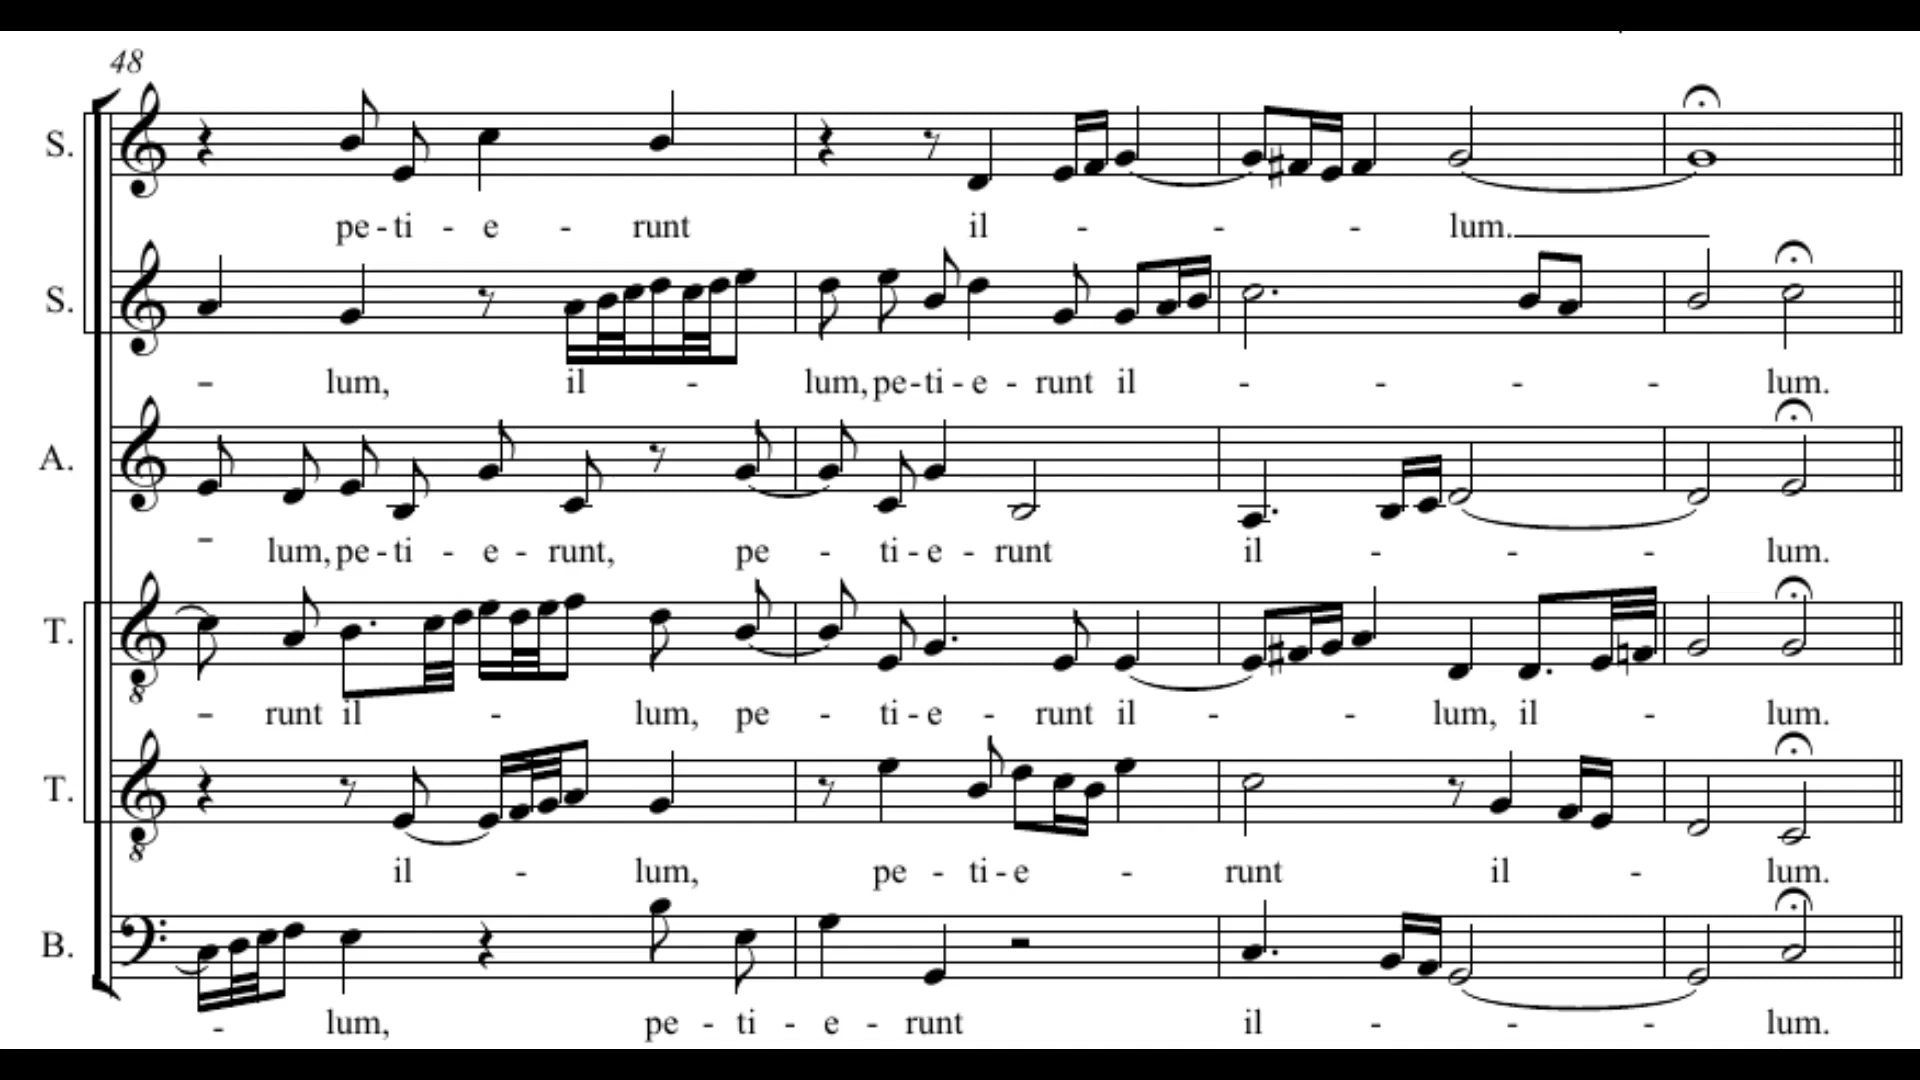 48
S.
pe - ti - e - runt il - - - lum.
S.
- lum, il - lum, pe - ti - e - runt il - - - - lum.
A.
- lum, pe - ti - e - runt, pe - ti - e - runt il - - - lum.
T.
8
- runt il - lum, pe - ti - e - runt il - - lum, il - lum.
T.
8
il - lum, pe - ti - e - runt il - lum.
B.
- lum, pe - ti - e - runt il - - - lum.